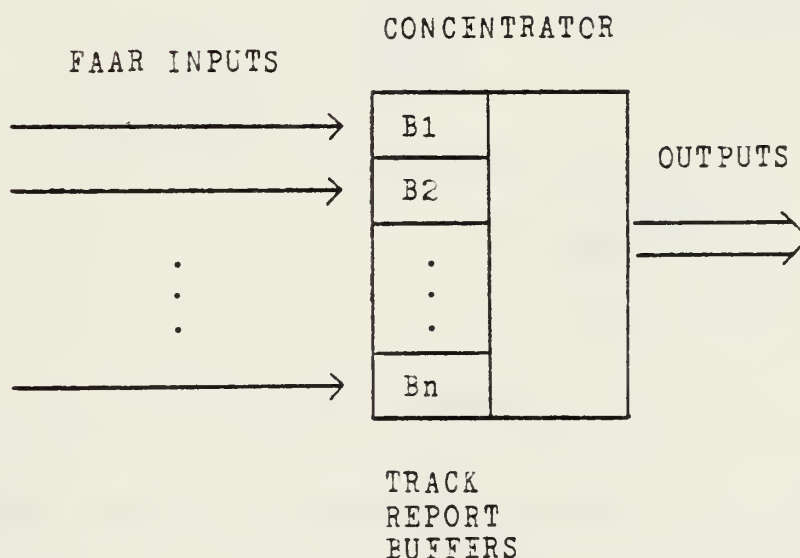 CONCENTRATOR
FAAR INPUTS
B1
OUTPUTS
B2
Bn
TRACK
REPORT
BUFFERS